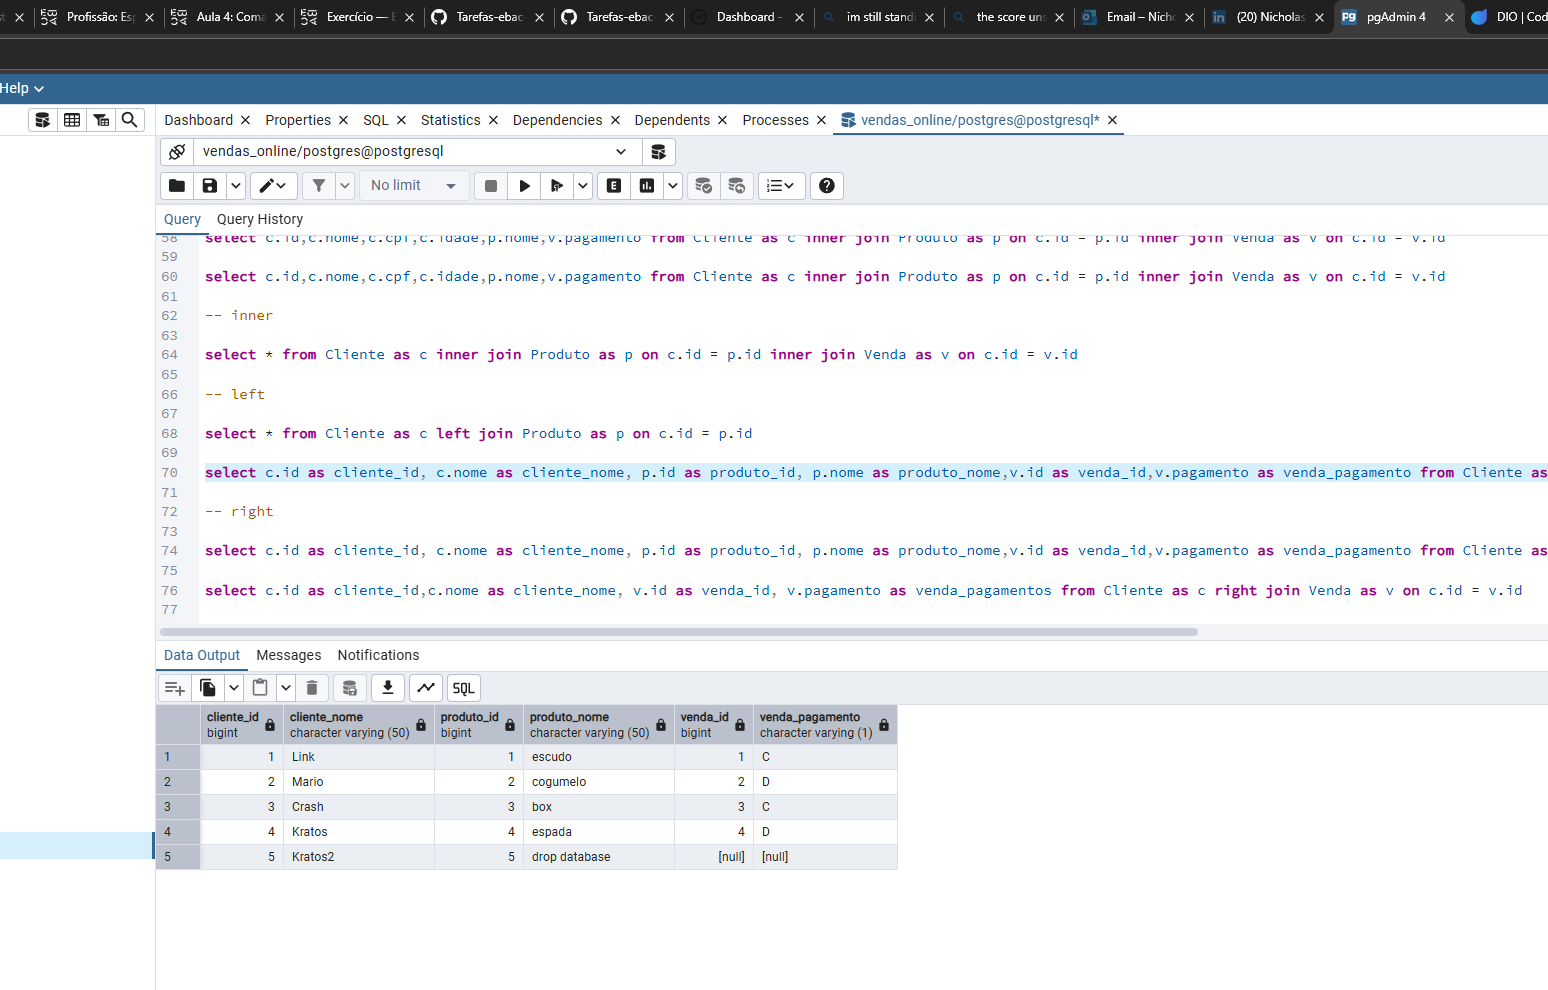 Profissão: Esp
Aula 4: Coma
Exercício — E
Tarefas-ebac
Tarefas-ebac
Dashboard -
im still stand
the score uns
Email – Nich
(20) Nicholas
pgAdmin 4
DIO | Cod
Help
Dashboard
Properties
SQL
Statistics
Dependencies
Dependents
Processes
vendas_online/postgres@postgresql*
vendas_online/postgres@postgresql
No limit
Query
Query History
58 select c.id,c.nome,c.cpf,c.idade,p.nome,v.pagamento from Cliente as c inner join Produto as p on c.id = p.id inner join Venda as v on c.id = v.id
59
60 select c.id,c.nome,c.cpf,c.idade,p.nome,v.pagamento from Cliente as c inner join Produto as p on c.id = p.id inner join Venda as v on c.id = v.id
61
62 -- inner
63
64 select * from Cliente as c inner join Produto as p on c.id = p.id inner join Venda as v on c.id = v.id
65
66 -- left
67
68 select * from Cliente as c left join Produto as p on c.id = p.id
69
70 select c.id as cliente_id, c.nome as cliente_nome, p.id as produto_id, p.nome as produto_nome,v.id as venda_id,v.pagamento as venda_pagamento from Cliente as
71
72 -- right
73
74 select c.id as cliente_id, c.nome as cliente_nome, p.id as produto_id, p.nome as produto_nome,v.id as venda_id,v.pagamento as venda_pagamento from Cliente as
75
76 select c.id as cliente_id,c.nome as cliente_nome, v.id as venda_id, v.pagamento as venda_pagamentos from Cliente as c right join Venda as v on c.id = v.id
77
Data Output
Messages
Notifications
SQL
cliente_id cliente_nome produto_id produto_nome venda_id venda_pagamento
bigint character varying (50) bigint character varying (50) bigint character varying (1)
1 1 Link 1 escudo 1 C
2 2 Mario 2 cogumelo 2 D
3 3 Crash 3 box 3 C
4 4 Kratos 4 espada 4 D
5 5 Kratos2 5 drop database [null] [null]